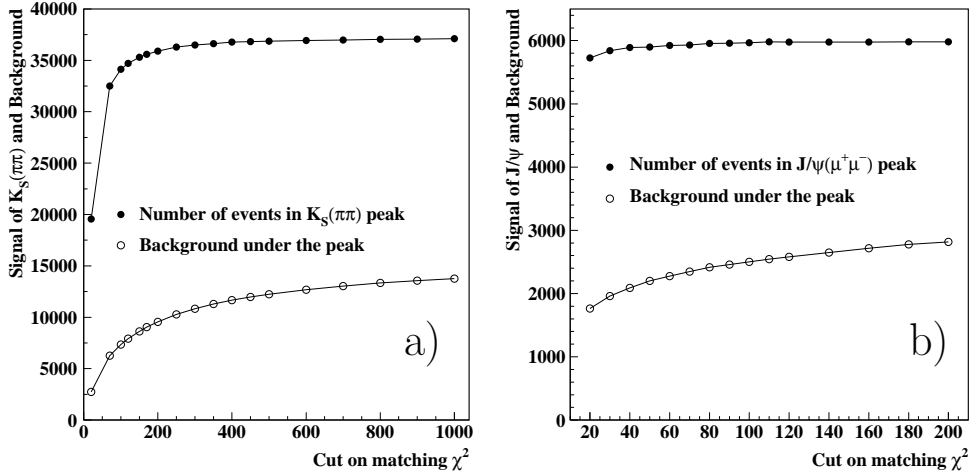 Signal of K_S(ππ) and Background
40000
35000
30000
25000
20000
15000
10000
5000
0
Number of events in K_S(ππ) peak
Background under the peak
a)
0 200 400 600 800 1000
Cut on matching χ²
Signal of J/ψ and Background
6000
5000
4000
3000
2000
1000
0
Number of events in J/ψ(μ⁺μ⁻) peak
Background under the peak
b)
20 40 60 80 100 120 140 160 180 200
Cut on matching χ²